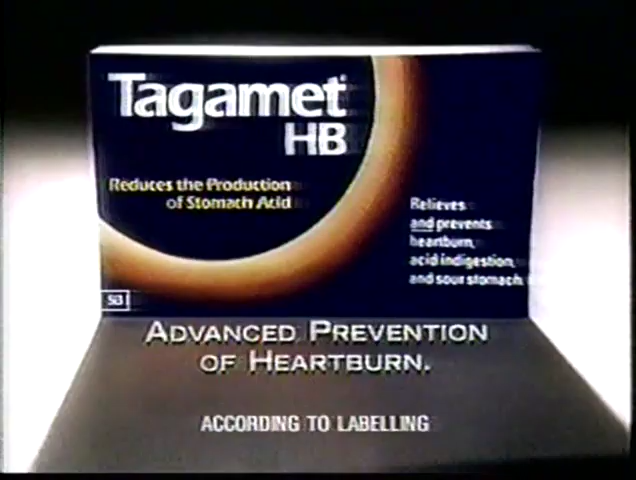 Tagamet
HB
Reduces the Production
of Stomach Acid
Relieves
and prevents
heartburn,
acid indigestion,
and sour stomach.
SB
ADVANCED PREVENTION
OF HEARTBURN.
ACCORDING TO LABELLING